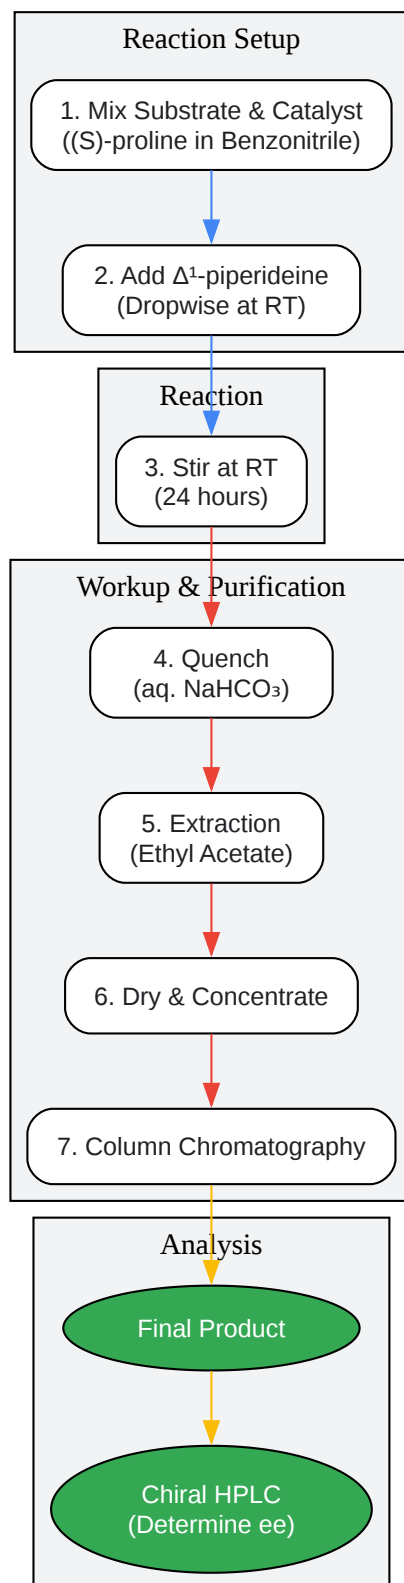 Reaction Setup
1. Mix Substrate & Catalyst
((S)-proline in Benzonitrile)
2. Add Δ¹-piperideine
(Dropwise at RT)
Reaction
3. Stir at RT
(24 hours)
Workup & Purification
4. Quench
(aq. NaHCO₃)
5. Extraction
(Ethyl Acetate)
6. Dry & Concentrate
7. Column Chromatography
Analysis
Final Product
Chiral HPLC
(Determine ee)